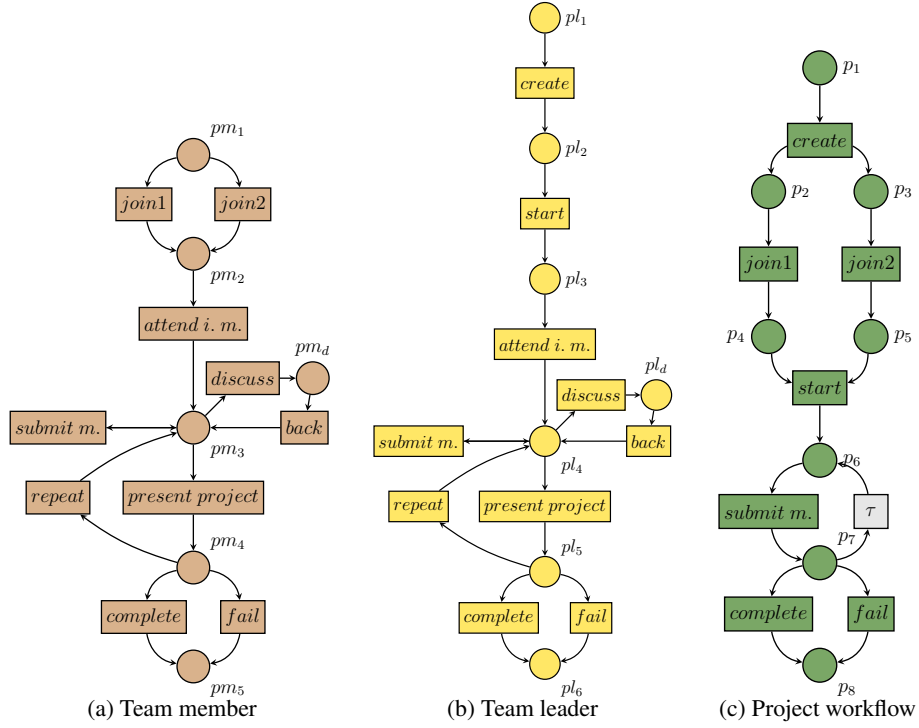 pm₁
join1 join2
pm₂
attend i. m.
pm_d
discuss
submit m. back
pm₃
repeat present project
pm₄
complete fail
pm₅
(a) Team member
pl₁
create
pl₂
start
pl₃
attend i. m.
pl_d
discuss
submit m. back
pl₄
repeat present project
pl₅
complete fail
pl₆
(b) Team leader
p₁
create
p₂ p₃
join1 join2
p₄ p₅
start
p₆
submit m. τ
p₇
complete fail
p₈
(c) Project workflow